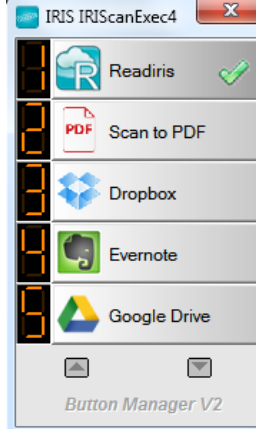 IRIS IRIScanExec4
1 R Readiris
2 PDF Scan to PDF
3 Dropbox
4 Evernote
5 Google Drive
Button Manager V2